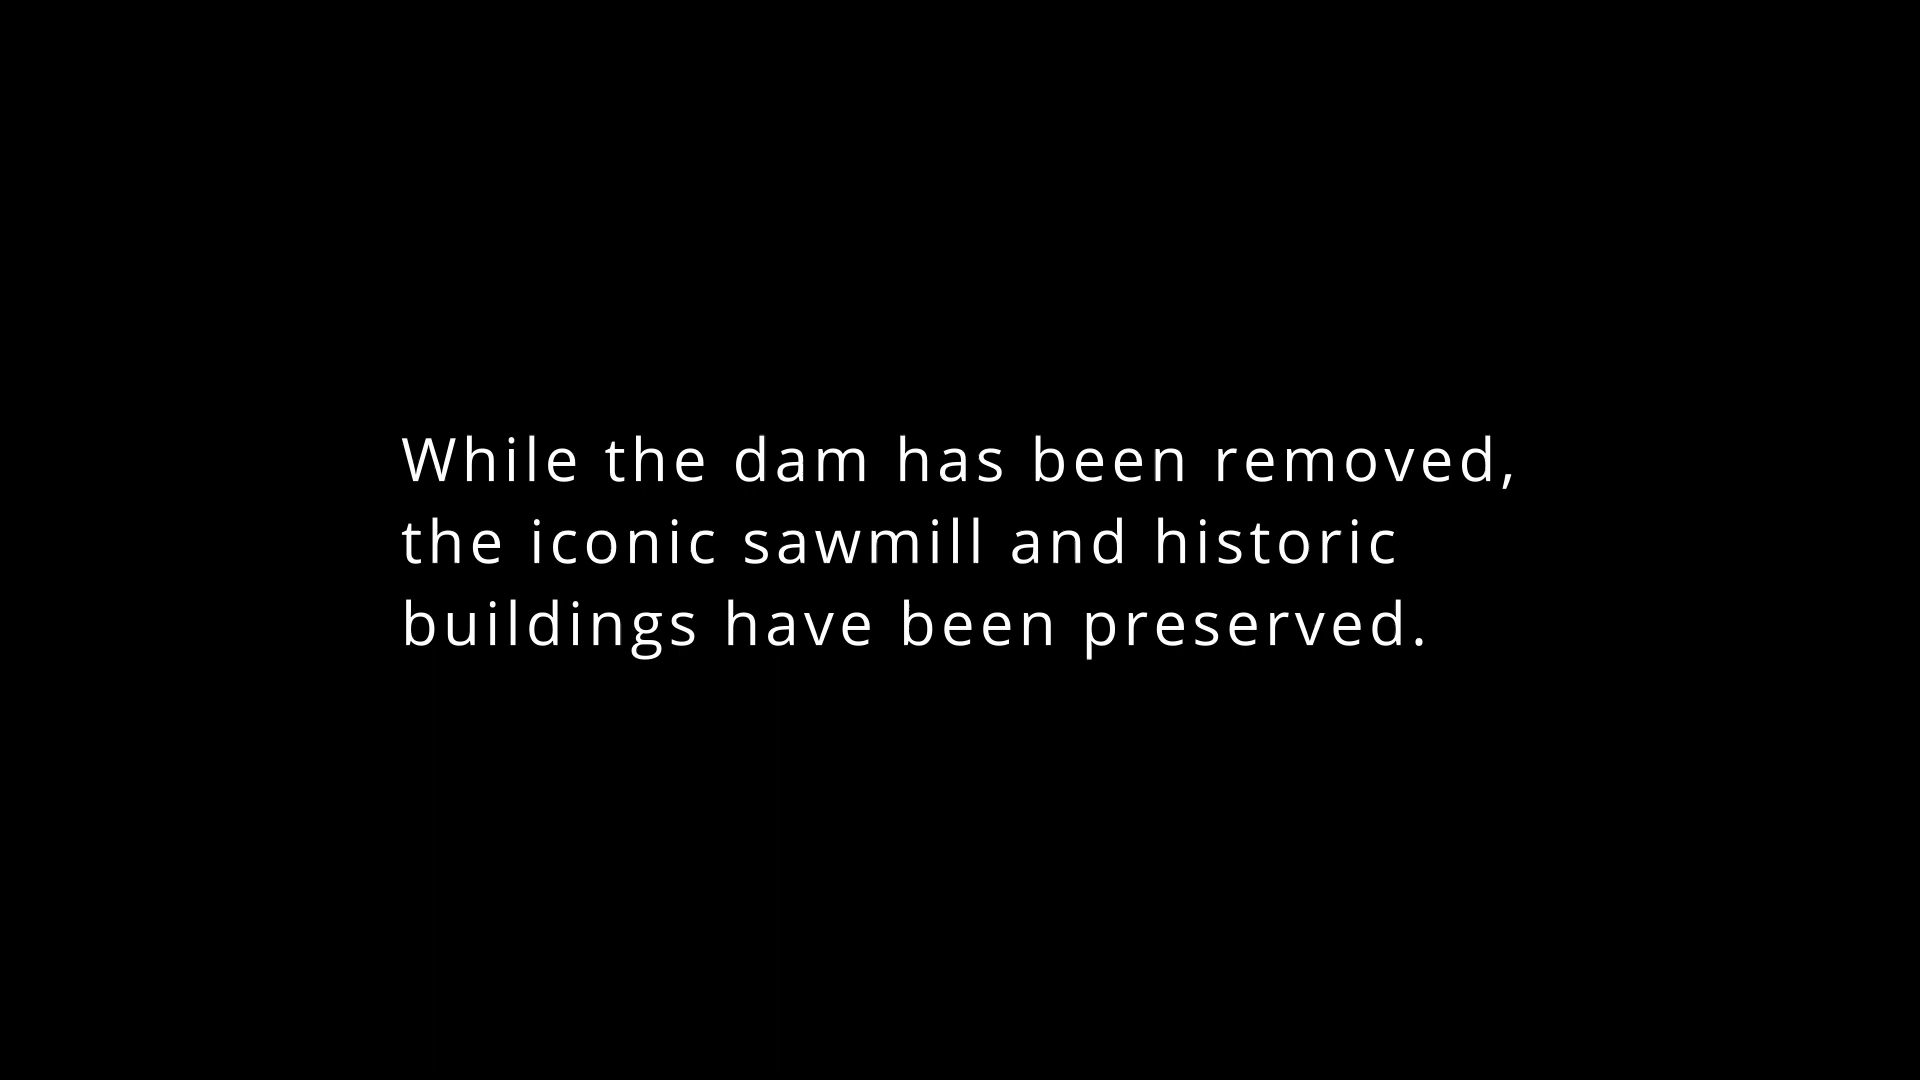 While the dam has been removed,
the iconic sawmill and historic
buildings have been preserved.